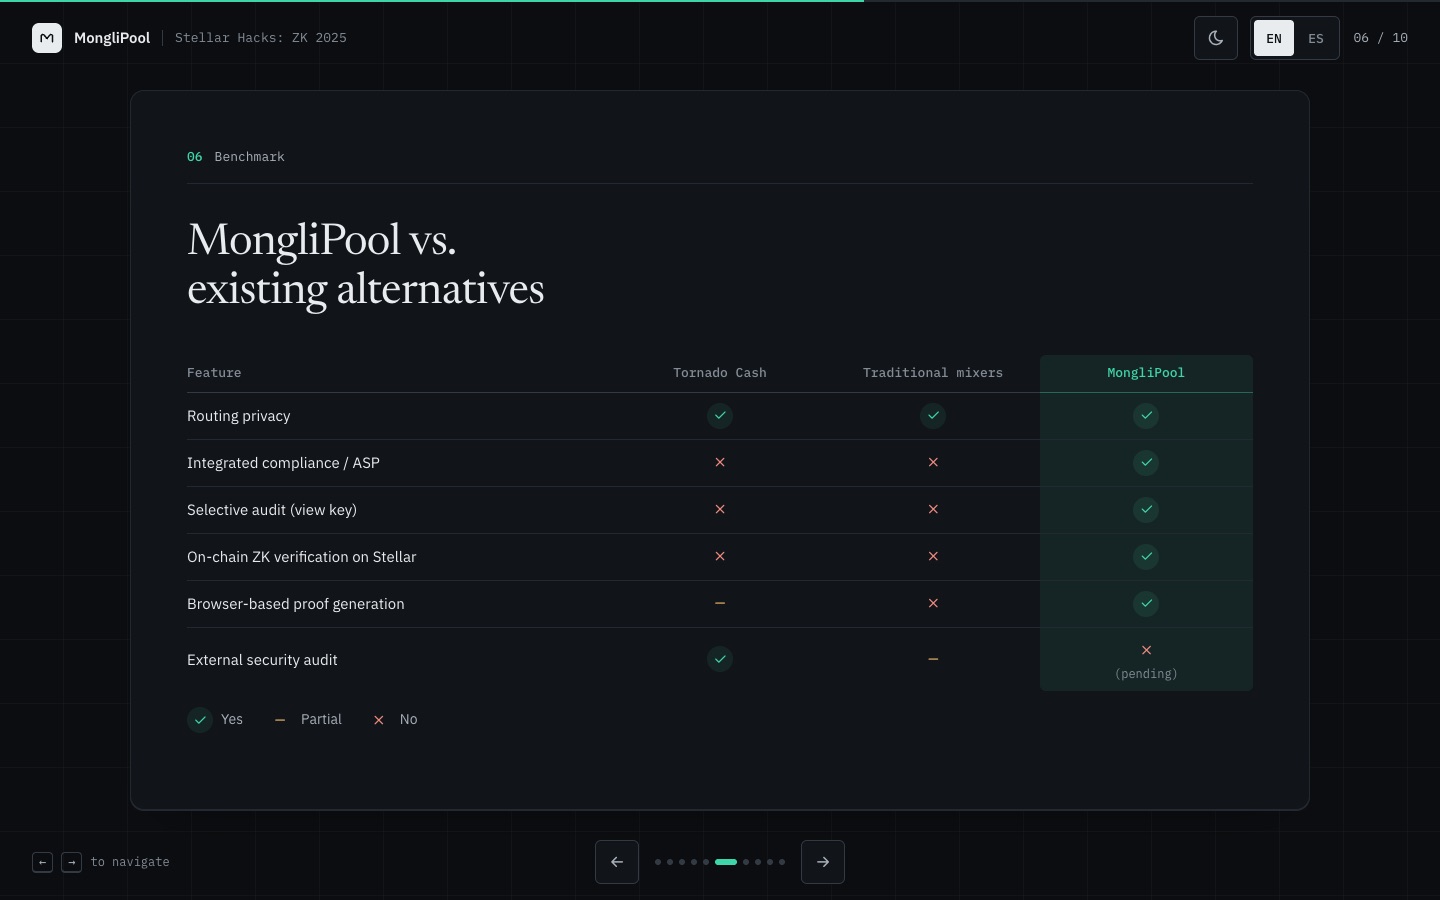 MongliPool
Stellar Hacks: ZK 2025
EN
ES
06 / 10
06 Benchmark
MongliPool vs.
existing alternatives
Feature Tornado Cash Traditional mixers MongliPool
Routing privacy ✓ ✓ ✓
Integrated compliance / ASP × × ✓
Selective audit (view key) × × ✓
On-chain ZK verification on Stellar × × ✓
Browser-based proof generation – × ✓
External security audit ✓ – ×
(pending)
✓ Yes – Partial × No
← → to navigate
← →